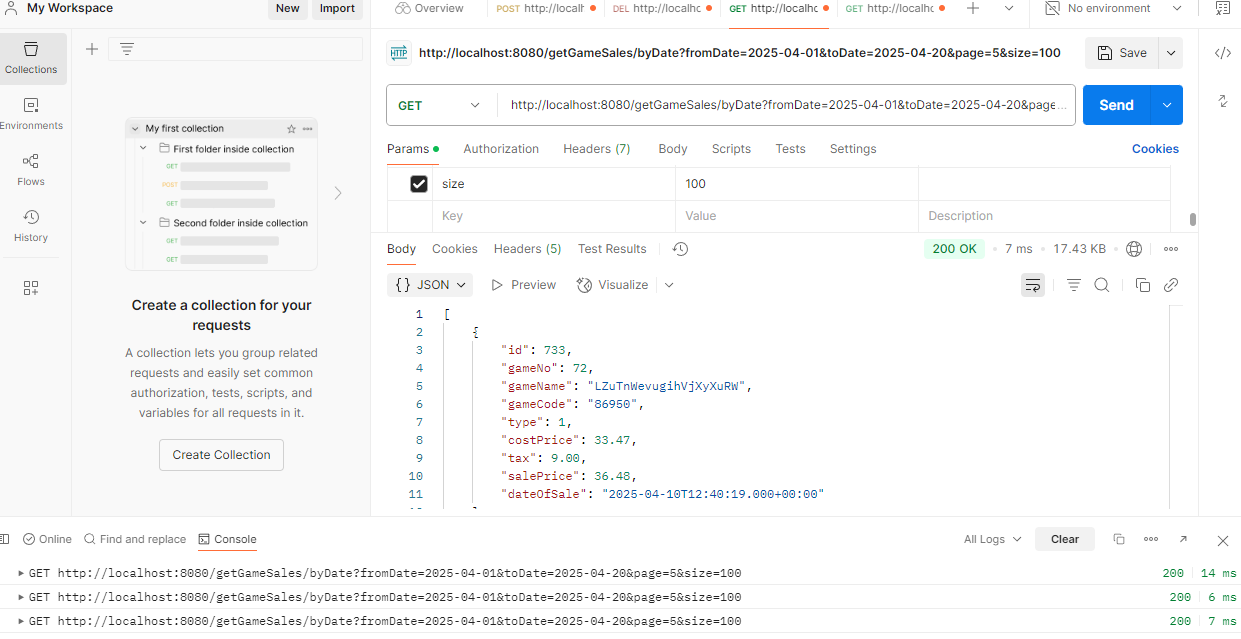 My Workspace
New
Import
Overview
POST http://localh
DEL http://localhc
GET http://localhc
GET http://localhc
No environment
Collections
Environments
Flows
History
My first collection
First folder inside collection
GET
POST
GET
Second folder inside collection
GET
GET
Create a collection for your
requests
A collection lets you group related
requests and easily set common
authorization, tests, scripts, and
variables for all requests in it.
Create Collection
HTTP
http://localhost:8080/getGameSales/byDate?fromDate=2025-04-01&toDate=2025-04-20&page=5&size=100
Save
GET
http://localhost:8080/getGameSales/byDate?fromDate=2025-04-01&toDate=2025-04-20&page...
Send
Params
Authorization
Headers (7)
Body
Scripts
Tests
Settings
Cookies
size
100
Key
Value
Description
Body
Cookies
Headers (5)
Test Results
200 OK
7 ms
17.43 KB
{} JSON
Preview
Visualize
1 [
2 {
3 "id": 733,
4 "gameNo": 72,
5 "gameName": "LZuTnWevugihVjXyXuRW",
6 "gameCode": "86950",
7 "type": 1,
8 "costPrice": 33.47,
9 "tax": 9.00,
10 "salePrice": 36.48,
11 "dateOfSale": "2025-04-10T12:40:19.000+00:00"
Online
Find and replace
Console
All Logs
Clear
GET http://localhost:8080/getGameSales/byDate?fromDate=2025-04-01&toDate=2025-04-20&page=5&size=100 200 14 ms
GET http://localhost:8080/getGameSales/byDate?fromDate=2025-04-01&toDate=2025-04-20&page=5&size=100 200 6 ms
GET http://localhost:8080/getGameSales/byDate?fromDate=2025-04-01&toDate=2025-04-20&page=5&size=100 200 7 ms